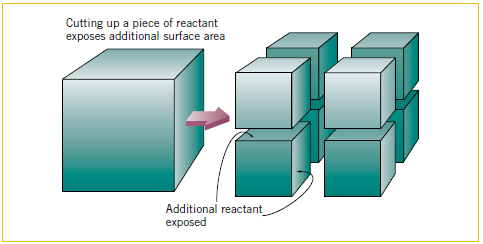 Cutting up a piece of reactant
exposes additional surface area
Additional reactant
exposed